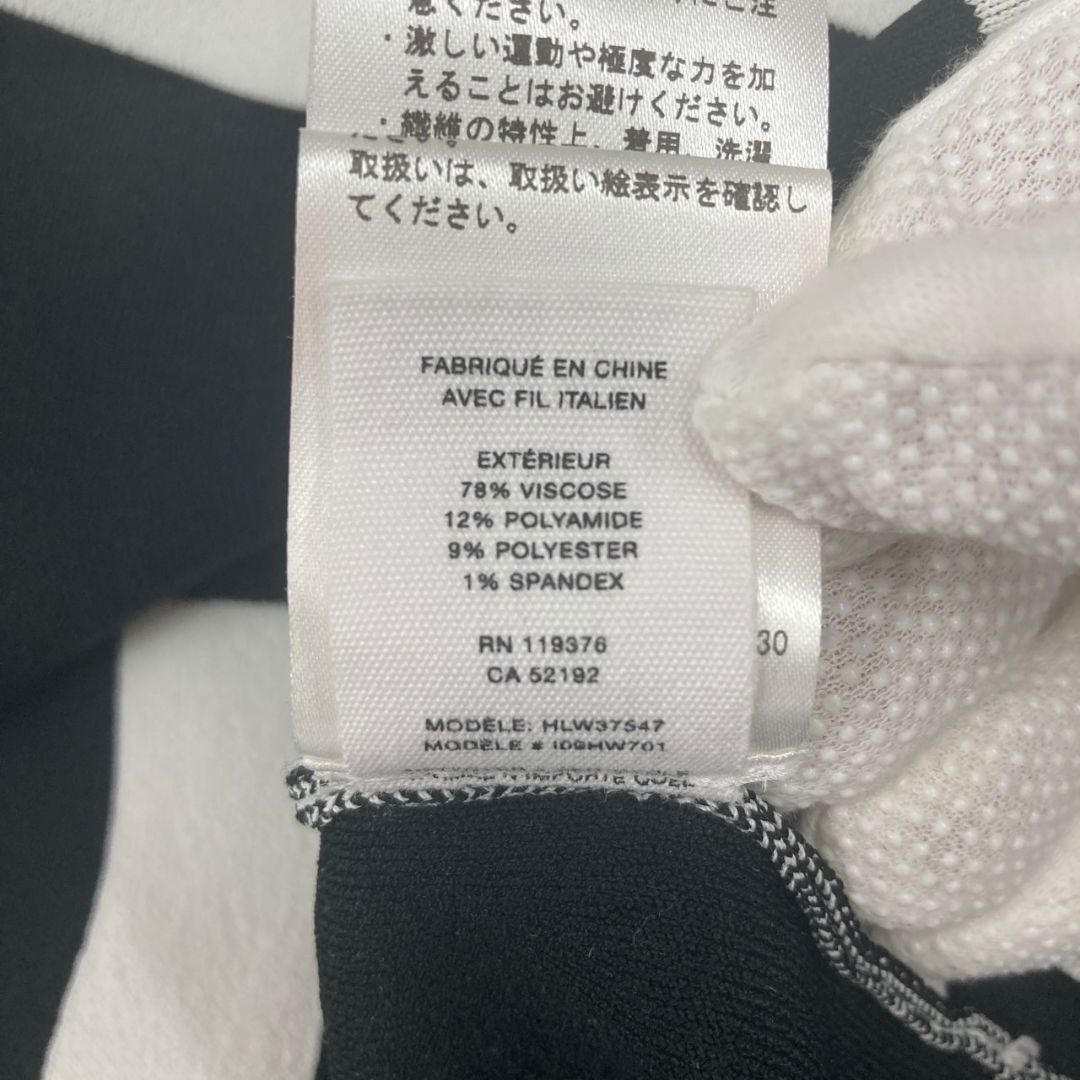 意ください。
・激しい運動や極度な力を加
えることはお避けください。
・繊維の特性上、着用、洗濯
取扱いは、取扱い絵表示を確認し
てください。
FABRIQUÉ EN CHINE
AVEC FIL ITALIEN
EXTÉRIEUR
78% VISCOSE
12% POLYAMIDE
9% POLYESTER
1% SPANDEX
RN 119376
CA 52192
30
MODÈLE: HLW37547
MODÈLE # IP9HW701
N'IMPORTE